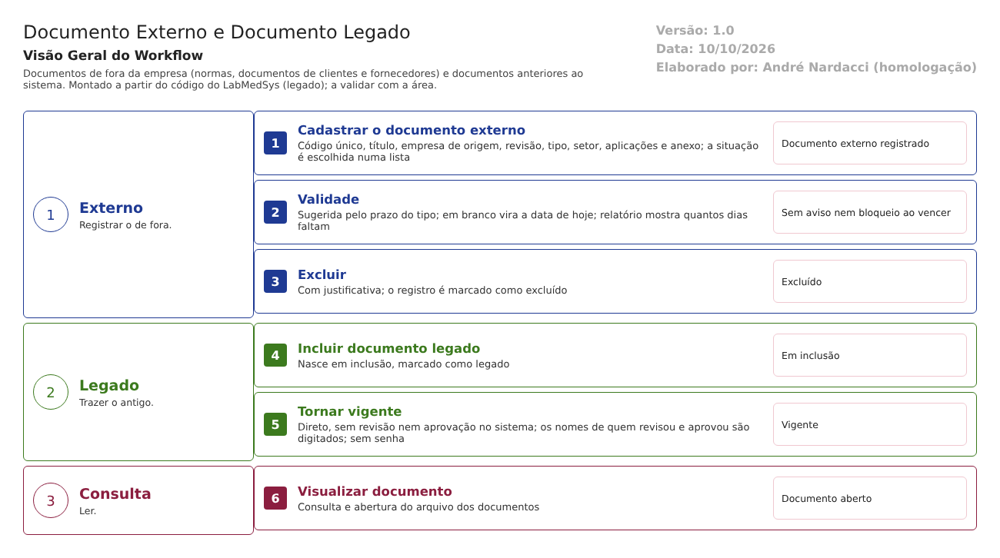 Documento Externo e Documento Legado
Visão Geral do Workflow
Documentos de fora da empresa (normas, documentos de clientes e fornecedores) e documentos anteriores ao
sistema. Montado a partir do código do LabMedSys (legado); a validar com a área.
Versão: 1.0
Data: 10/10/2026
Elaborado por: André Nardacci (homologação)
1
Externo
Registrar o de fora.
1
Cadastrar o documento externo
Código único, título, empresa de origem, revisão, tipo, setor, aplicações e anexo; a situação
é escolhida numa lista
Documento externo registrado
2
Validade
Sugerida pelo prazo do tipo; em branco vira a data de hoje; relatório mostra quantos dias
faltam
Sem aviso nem bloqueio ao vencer
3
Excluir
Com justificativa; o registro é marcado como excluído
Excluído
2
Legado
Trazer o antigo.
4
Incluir documento legado
Nasce em inclusão, marcado como legado
Em inclusão
5
Tornar vigente
Direto, sem revisão nem aprovação no sistema; os nomes de quem revisou e aprovou são
digitados; sem senha
Vigente
3
Consulta
Ler.
6
Visualizar documento
Consulta e abertura do arquivo dos documentos
Documento aberto